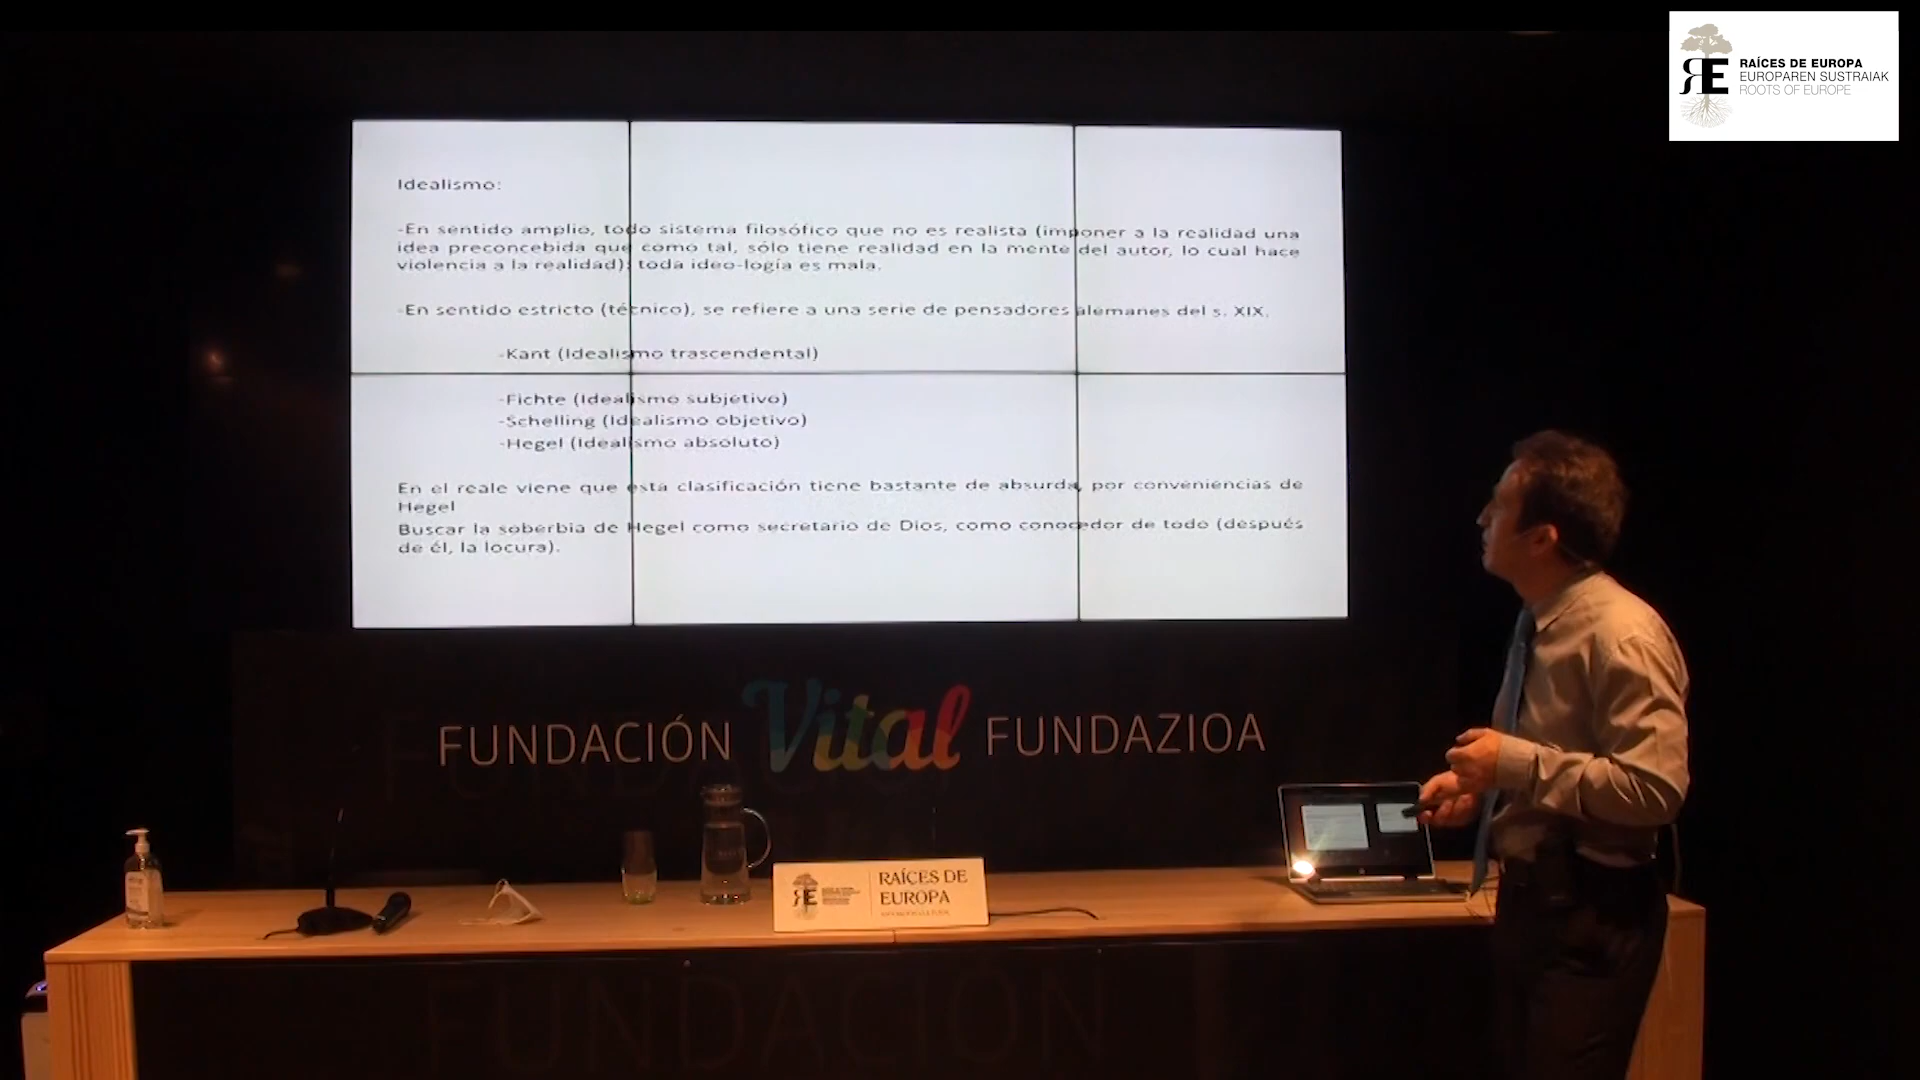 RAÍCES DE EUROPA
EUROPAREN SUSTRAIAK
ROOTS OF EUROPE
Idealismo:
-En sentido amplio, todo sistema filosófico que no es realista (imponer a la realidad una
idea preconcebida que como tal, sólo tiene realidad en la mente del autor, lo cual hace
violencia a la realidad); toda ideo-logía es mala.
-En sentido estricto (técnico), se refiere a una serie de pensadores alemanes del s. XIX.
-Kant (Idealismo trascendental)
-Fichte (Idealismo subjetivo)
-Schelling (Idealismo objetivo)
-Hegel (Idealismo absoluto)
En el reale viene que esta clasificación tiene bastante de absurda, por conveniencias de
Hegel
Buscar la soberbia de Hegel como secretario de Dios, como conocedor de todo (después
de él, la locura).
FUNDACIÓN Vital FUNDAZIOA
RAÍCES DE
EUROPA
FUNDACIÓN